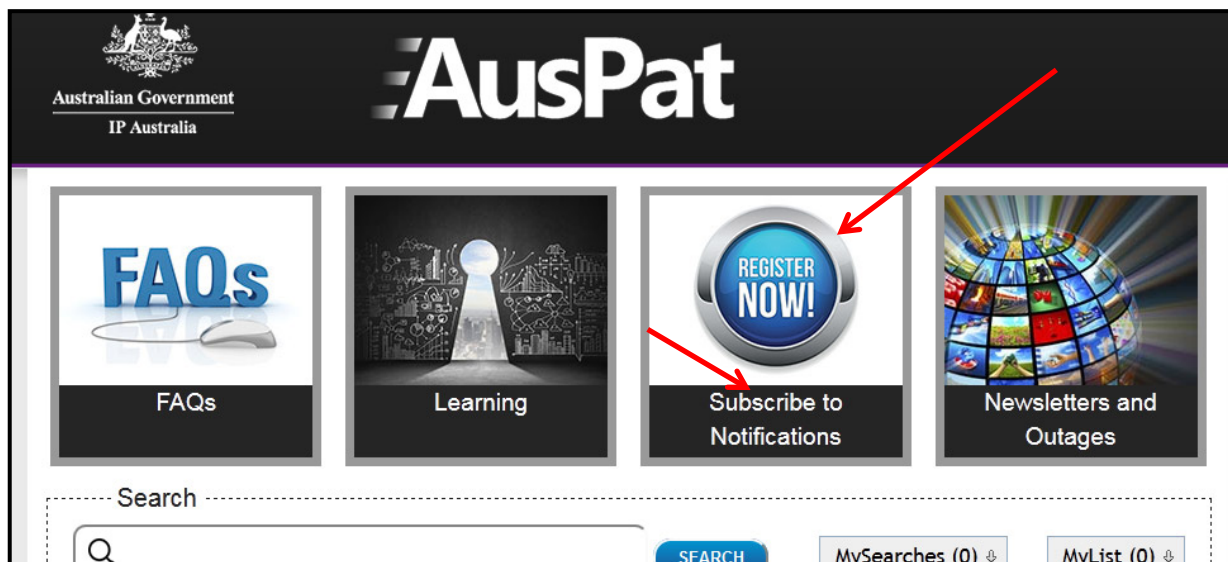 AusPat
Australian Government
IP Australia
FAQs
REGISTER
NOW!
FAQs
Learning
Subscribe to
Notifications
Newsletters and
Outages
Search
SEARCH
MySearches (0)
MyList (0)